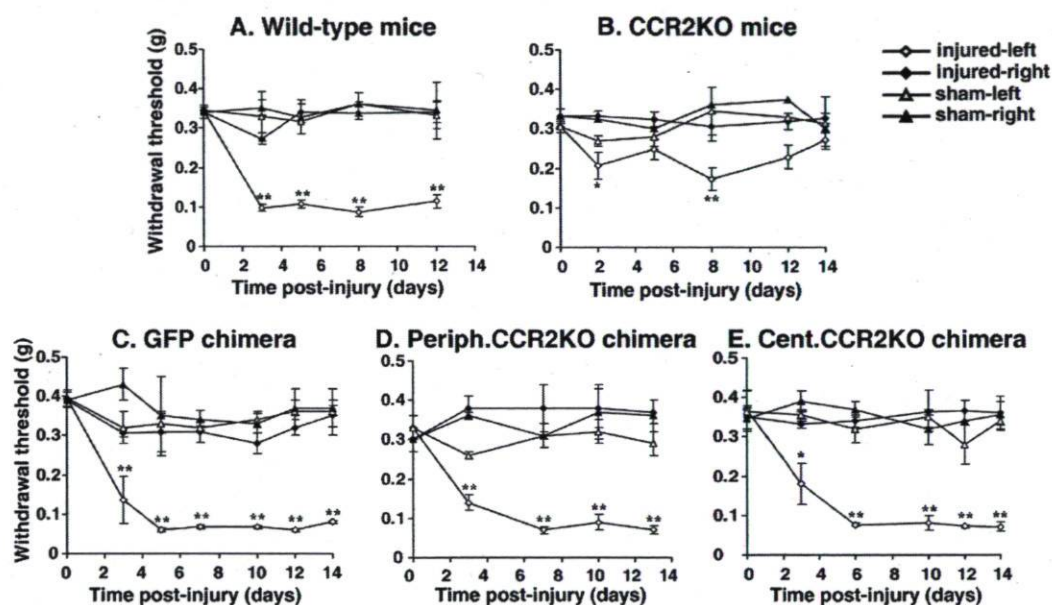 A. Wild-type mice
Withdrawal threshold (g)
0.5
0.4
0.3
0.2
0.1
0
** ** ** **
0 2 4 6 8 10 12 14
Time post-injury (days)
B. CCR2KO mice
0.5
0.4
0.3
0.2
0.1
0
* **
0 2 4 6 8 10 12 14
Time post-injury (days)
injured-left
injured-right
sham-left
sham-right
C. GFP chimera
Withdrawal threshold (g)
0.5
0.4
0.3
0.2
0.1
0
** ** ** ** ** **
0 2 4 6 8 10 12 14
Time post-injury (days)
D. Periph.CCR2KO chimera
0.5
0.4
0.3
0.2
0.1
0
** ** ** **
0 2 4 6 8 10 12 14
Time post-injury (days)
E. Cent.CCR2KO chimera
0.5
0.4
0.3
0.2
0.1
0
* ** ** ** **
0 2 4 6 8 10 12 14
Time post-injury (days)